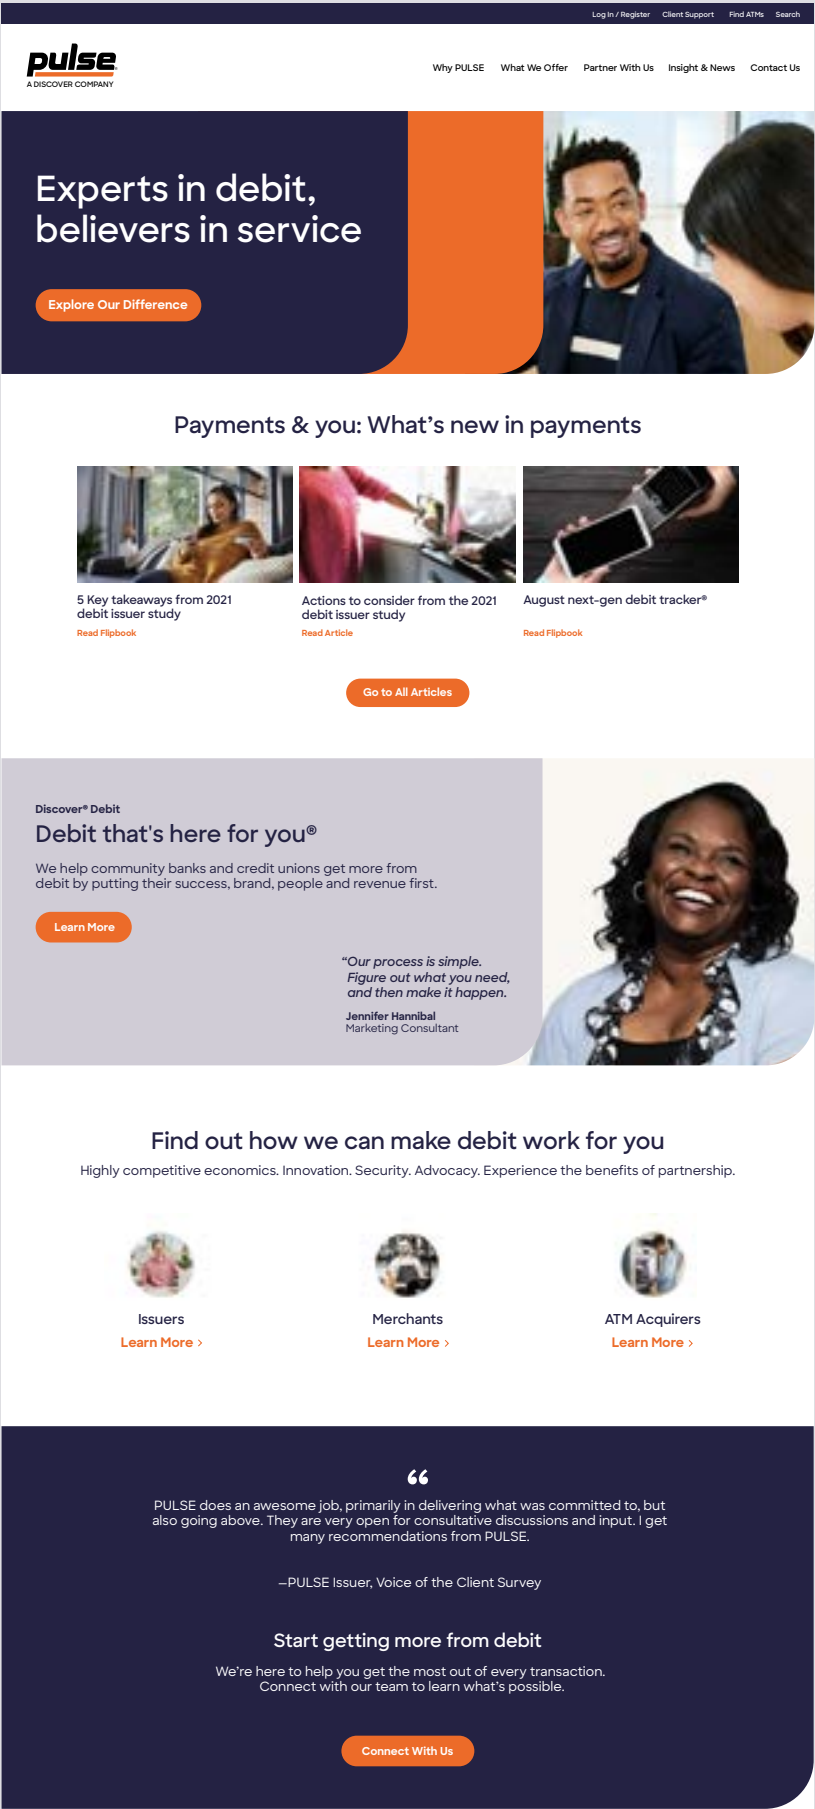 Log In / Register Client Support Find ATMs Search
pulse
A DISCOVER COMPANY
Why PULSE What We Offer Partner With Us Insight & News Contact Us
Experts in debit,
believers in service
Explore Our Difference
Payments & you: What's new in payments
5 Key takeaways from 2021
debit issuer study
Read Flipbook
Actions to consider from the 2021
debit issuer study
Read Article
August next-gen debit tracker®
Read Flipbook
Go to All Articles
Discover® Debit
Debit that's here for you®
We help community banks and credit unions get more from
debit by putting their success, brand, people and revenue first.
Learn More
“Our process is simple.
Figure out what you need,
and then make it happen.
Jennifer Hannibal
Marketing Consultant
Find out how we can make debit work for you
Highly competitive economics. Innovation. Security. Advocacy. Experience the benefits of partnership.
Issuers
Learn More >
Merchants
Learn More >
ATM Acquirers
Learn More >
“
PULSE does an awesome job, primarily in delivering what was committed to, but
also going above. They are very open for consultative discussions and input. I get
many recommendations from PULSE.
—PULSE Issuer, Voice of the Client Survey
Start getting more from debit
We're here to help you get the most out of every transaction.
Connect with our team to learn what's possible.
Connect With Us